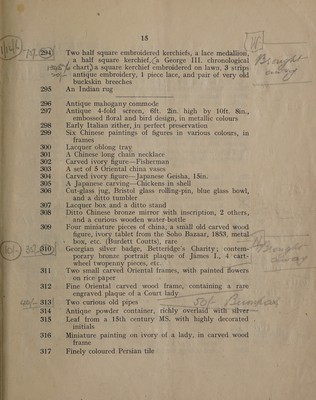 18
294 Two half square embroidered kerchiefs, a lace medallion,
a half square kerchief, a George III. chronological
chart, a square kerchief embroidered on lawn, 3 strips
antique embroidery, 1 piece lace, and pair of very old
buckskin breeches
Brought
away
295 An Indian rug
296 Antique mahogany commode
297 Antique 4-fold screen, 6ft. 2in. high by 10ft. 8in.,
embossed floral and bird design, in metallic colours
298 Early Italian zither, in perfect preservation
299 Six Chinese paintings of figures in various colours, in
frames
300 Lacquer oblong tray
301 A Chinese long chain necklace
302 Carved ivory figure—Fisherman
303 A set of 5 Oriental china vases
304 Carved ivory figure—Japanese Geisha, 15in.
305 A Japanese carving—Chickens in shell
306 Cut-glass jug, Bristol glass rolling-pin, blue glass bowl,
and a ditto tumbler
307 Lacquer box and a ditto stand
308 Ditto Chinese bronze mirror with inscription, 2 others,
and a curious wooden water-bottle
309 Four miniature pieces of china, a small old carved wood
figure, ivory tablet from the Soho Bazaar, 1853, metal
box, etc. (Burdett Coutts), rare
310 Georgian silver badge, Betteridge's Charity; contem-
porary bronze portrait plaque of James I., 4 cart-
wheel twopenny pieces, etc.
Brought
away
311 Two small carved Oriental frames, with painted flowers
on rice paper
312 Fine Oriental carved wood frame, containing a rare
engraved plaque of a Court lady
313 Two curious old pipes
314 Antique powder container, richly overlaid with silver
315 Leaf from a 15th century MS. with highly decorated
initials
316 Miniature painting on ivory of a lady, in carved wood
frame
317 Finely coloured Persian tile